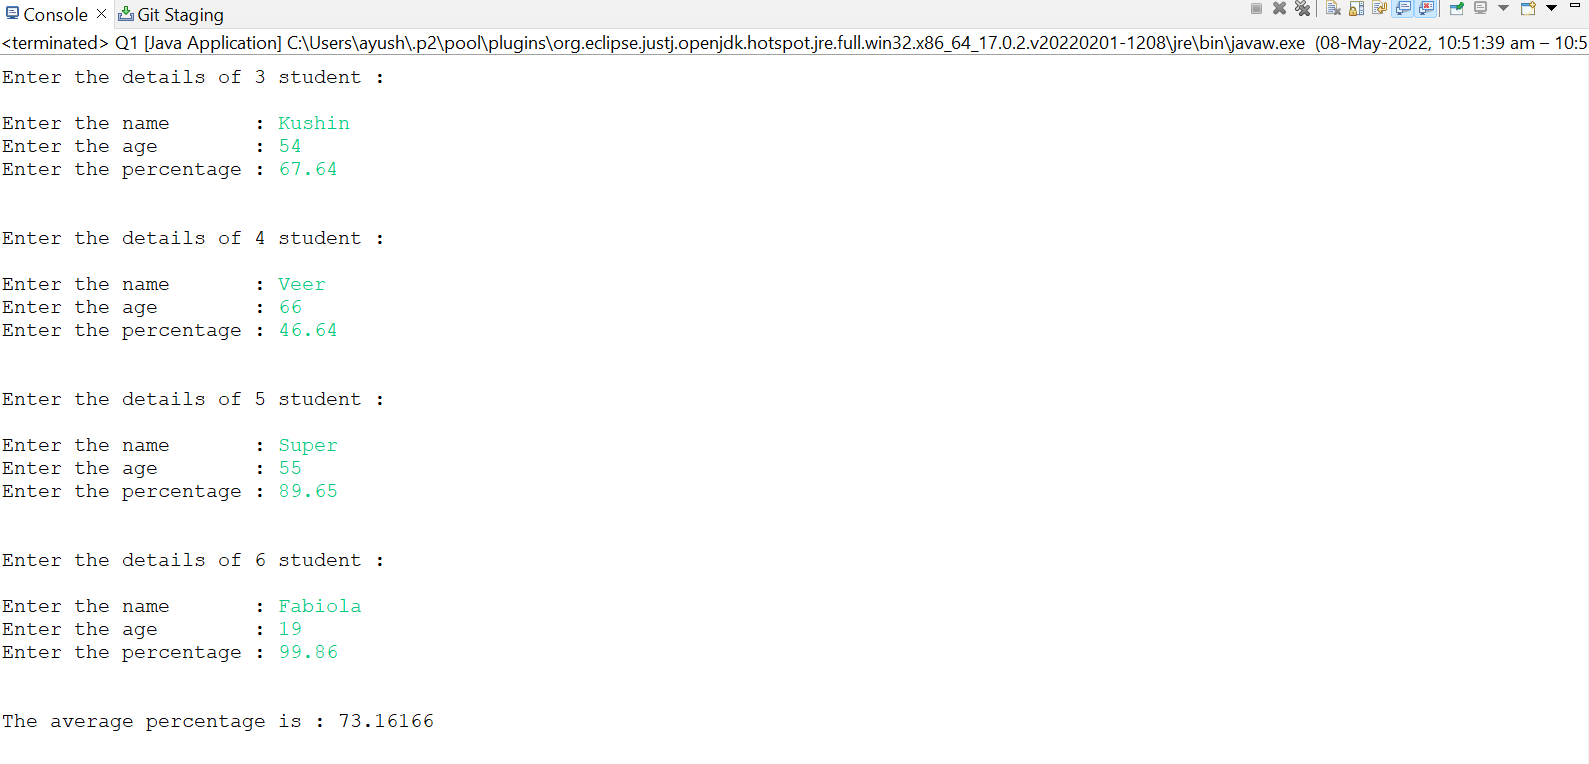 Console
Git Staging
<terminated> Q1 [Java Application] C:\Users\ayush\.p2\pool\plugins\org.eclipse.justj.openjdk.hotspot.jre.full.win32.x86_64_17.0.2.v20220201-1208\jre\bin\javaw.exe (08-May-2022, 10:51:39 am – 10:5
Enter the details of 3 student :
Enter the name : Kushin
Enter the age : 54
Enter the percentage : 67.64
Enter the details of 4 student :
Enter the name : Veer
Enter the age : 66
Enter the percentage : 46.64
Enter the details of 5 student :
Enter the name : Super
Enter the age : 55
Enter the percentage : 89.65
Enter the details of 6 student :
Enter the name : Fabiola
Enter the age : 19
Enter the percentage : 99.86
The average percentage is : 73.16166